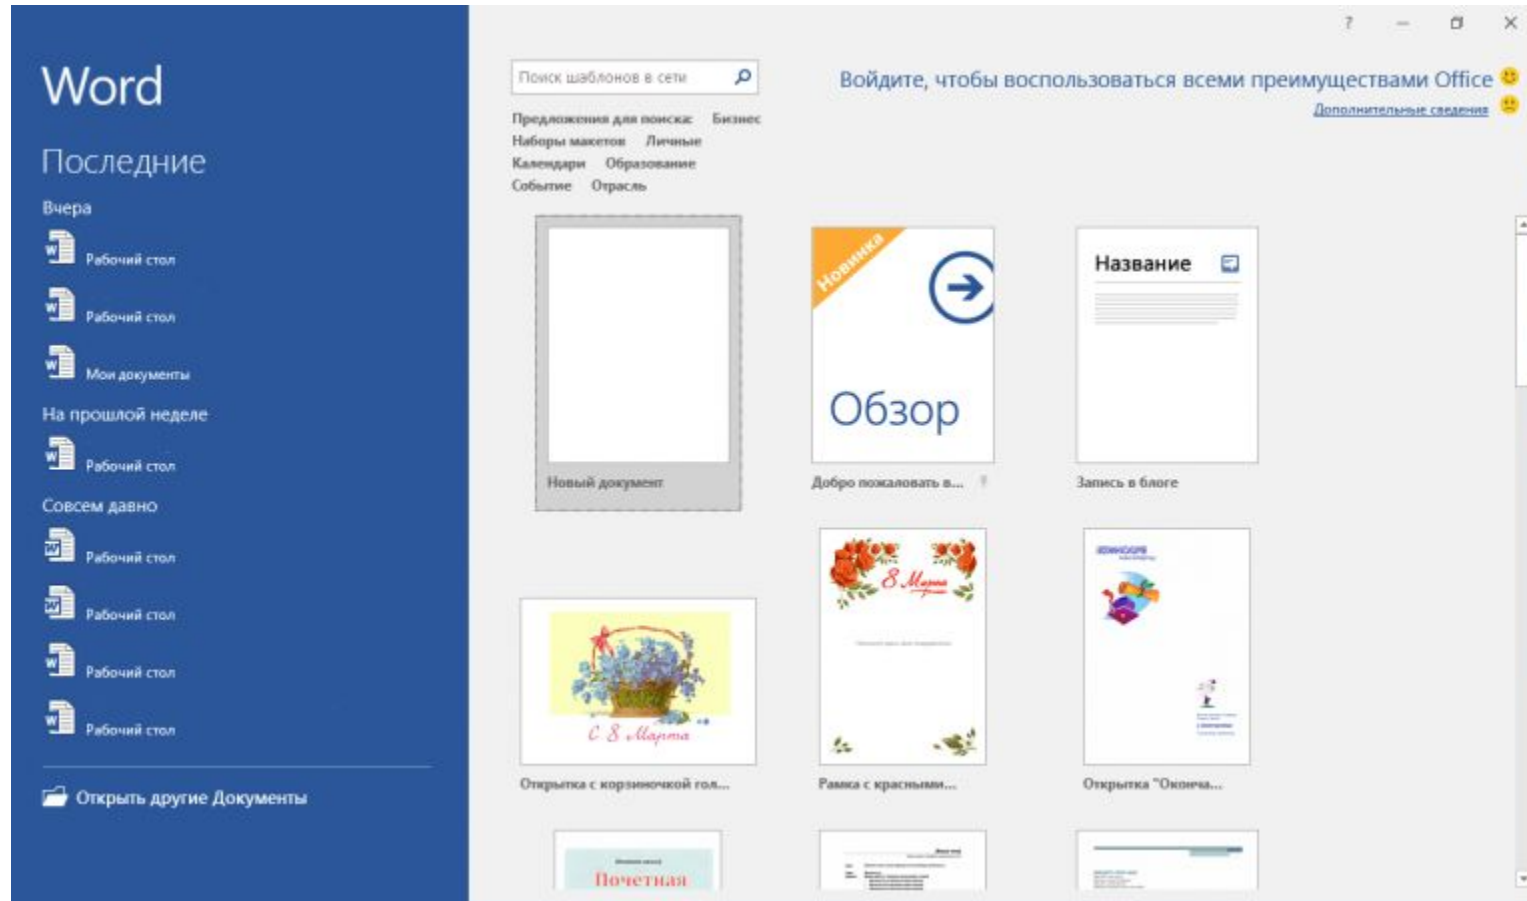 Word
Последние
Вчера
Рабочий стол
Рабочий стол
Мои документы
На прошлой неделе
Рабочий стол
Совсем давно
Рабочий стол
Рабочий стол
Рабочий стол
Рабочий стол
Открыть другие Документы
?
Поиск шаблонов в сети
Войдите, чтобы воспользоваться всеми преимуществами Office
Дополнительные сведения
Предложения для поиска: Бизнес
Наборы макетов Личные
Календари Образование
Событие Отрасль
Новинка
Обзор
Название
Новый документ
Добро пожаловать в...
Запись в блоге
С 8 Марта
8 Марта
Открытка с корзиночкой гол...
Рамка с красными...
Открытка "Оконча...
Почетная